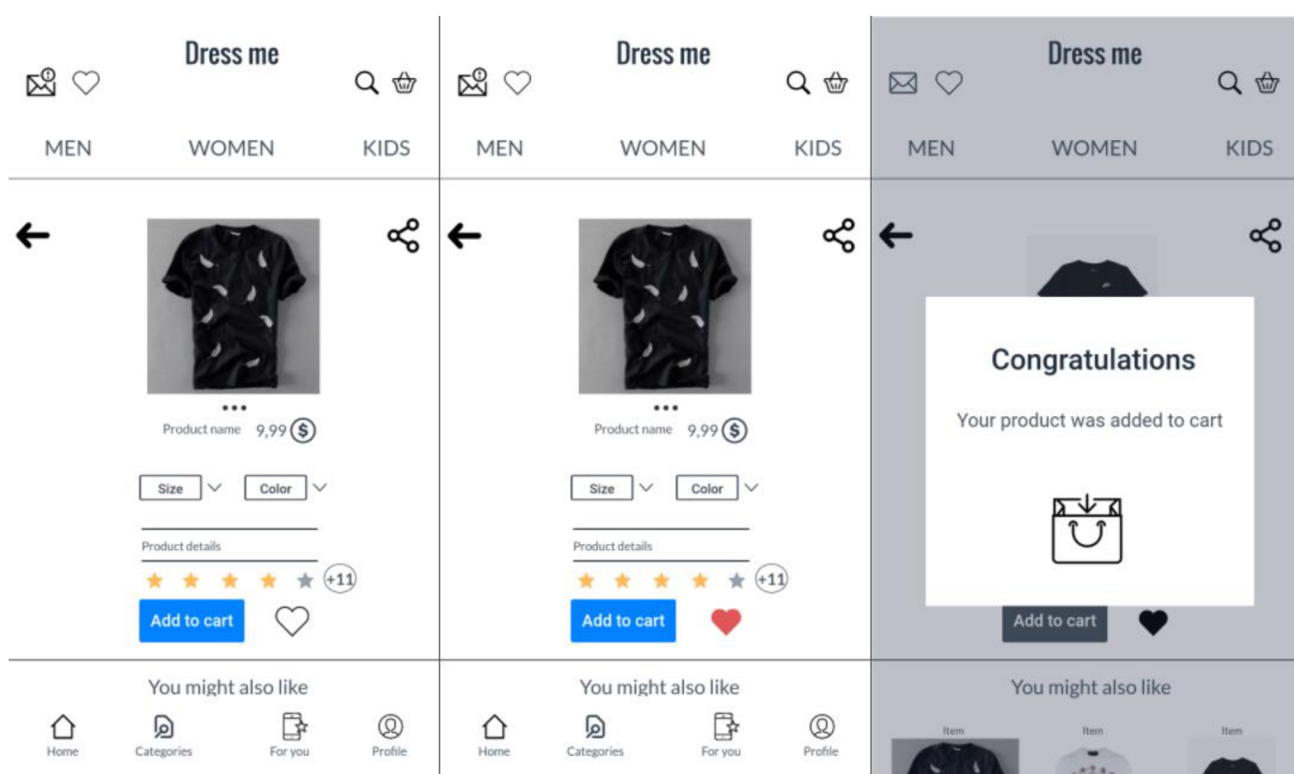 Dress me
MEN WOMEN KIDS
Product name 9,99 $
Size Color
Product details
+11
Add to cart
You might also like
Home Categories For you Profile
Dress me
MEN WOMEN KIDS
Product name 9,99 $
Size Color
Product details
+11
Add to cart
You might also like
Home Categories For you Profile
Dress me
MEN WOMEN KIDS
Congratulations
Your product was added to cart
Add to cart
You might also like
Item Item Item